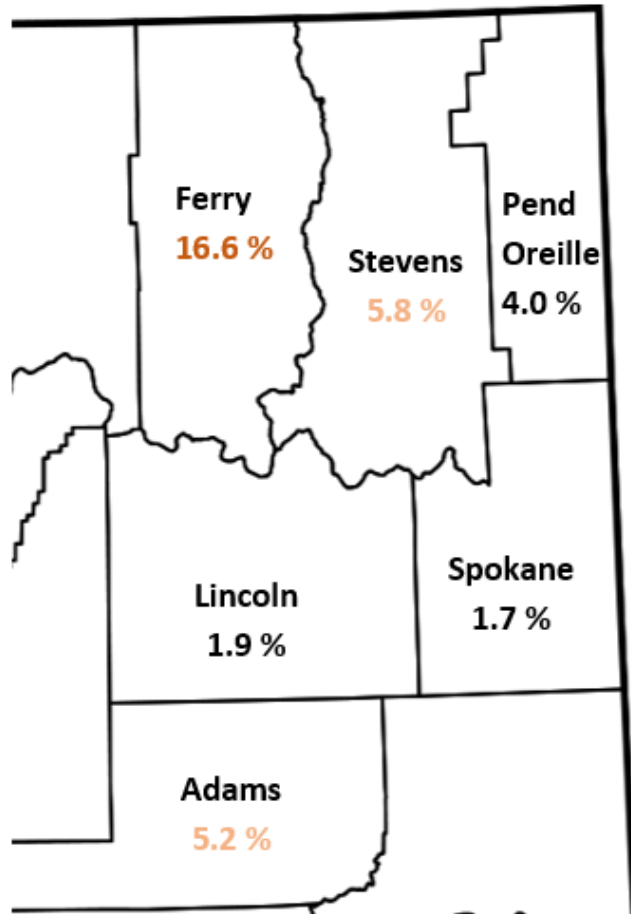 Ferry
16.6 %
Stevens
5.8 %
Pend
Oreille
4.0 %
Lincoln
1.9 %
Spokane
1.7 %
Adams
5.2 %